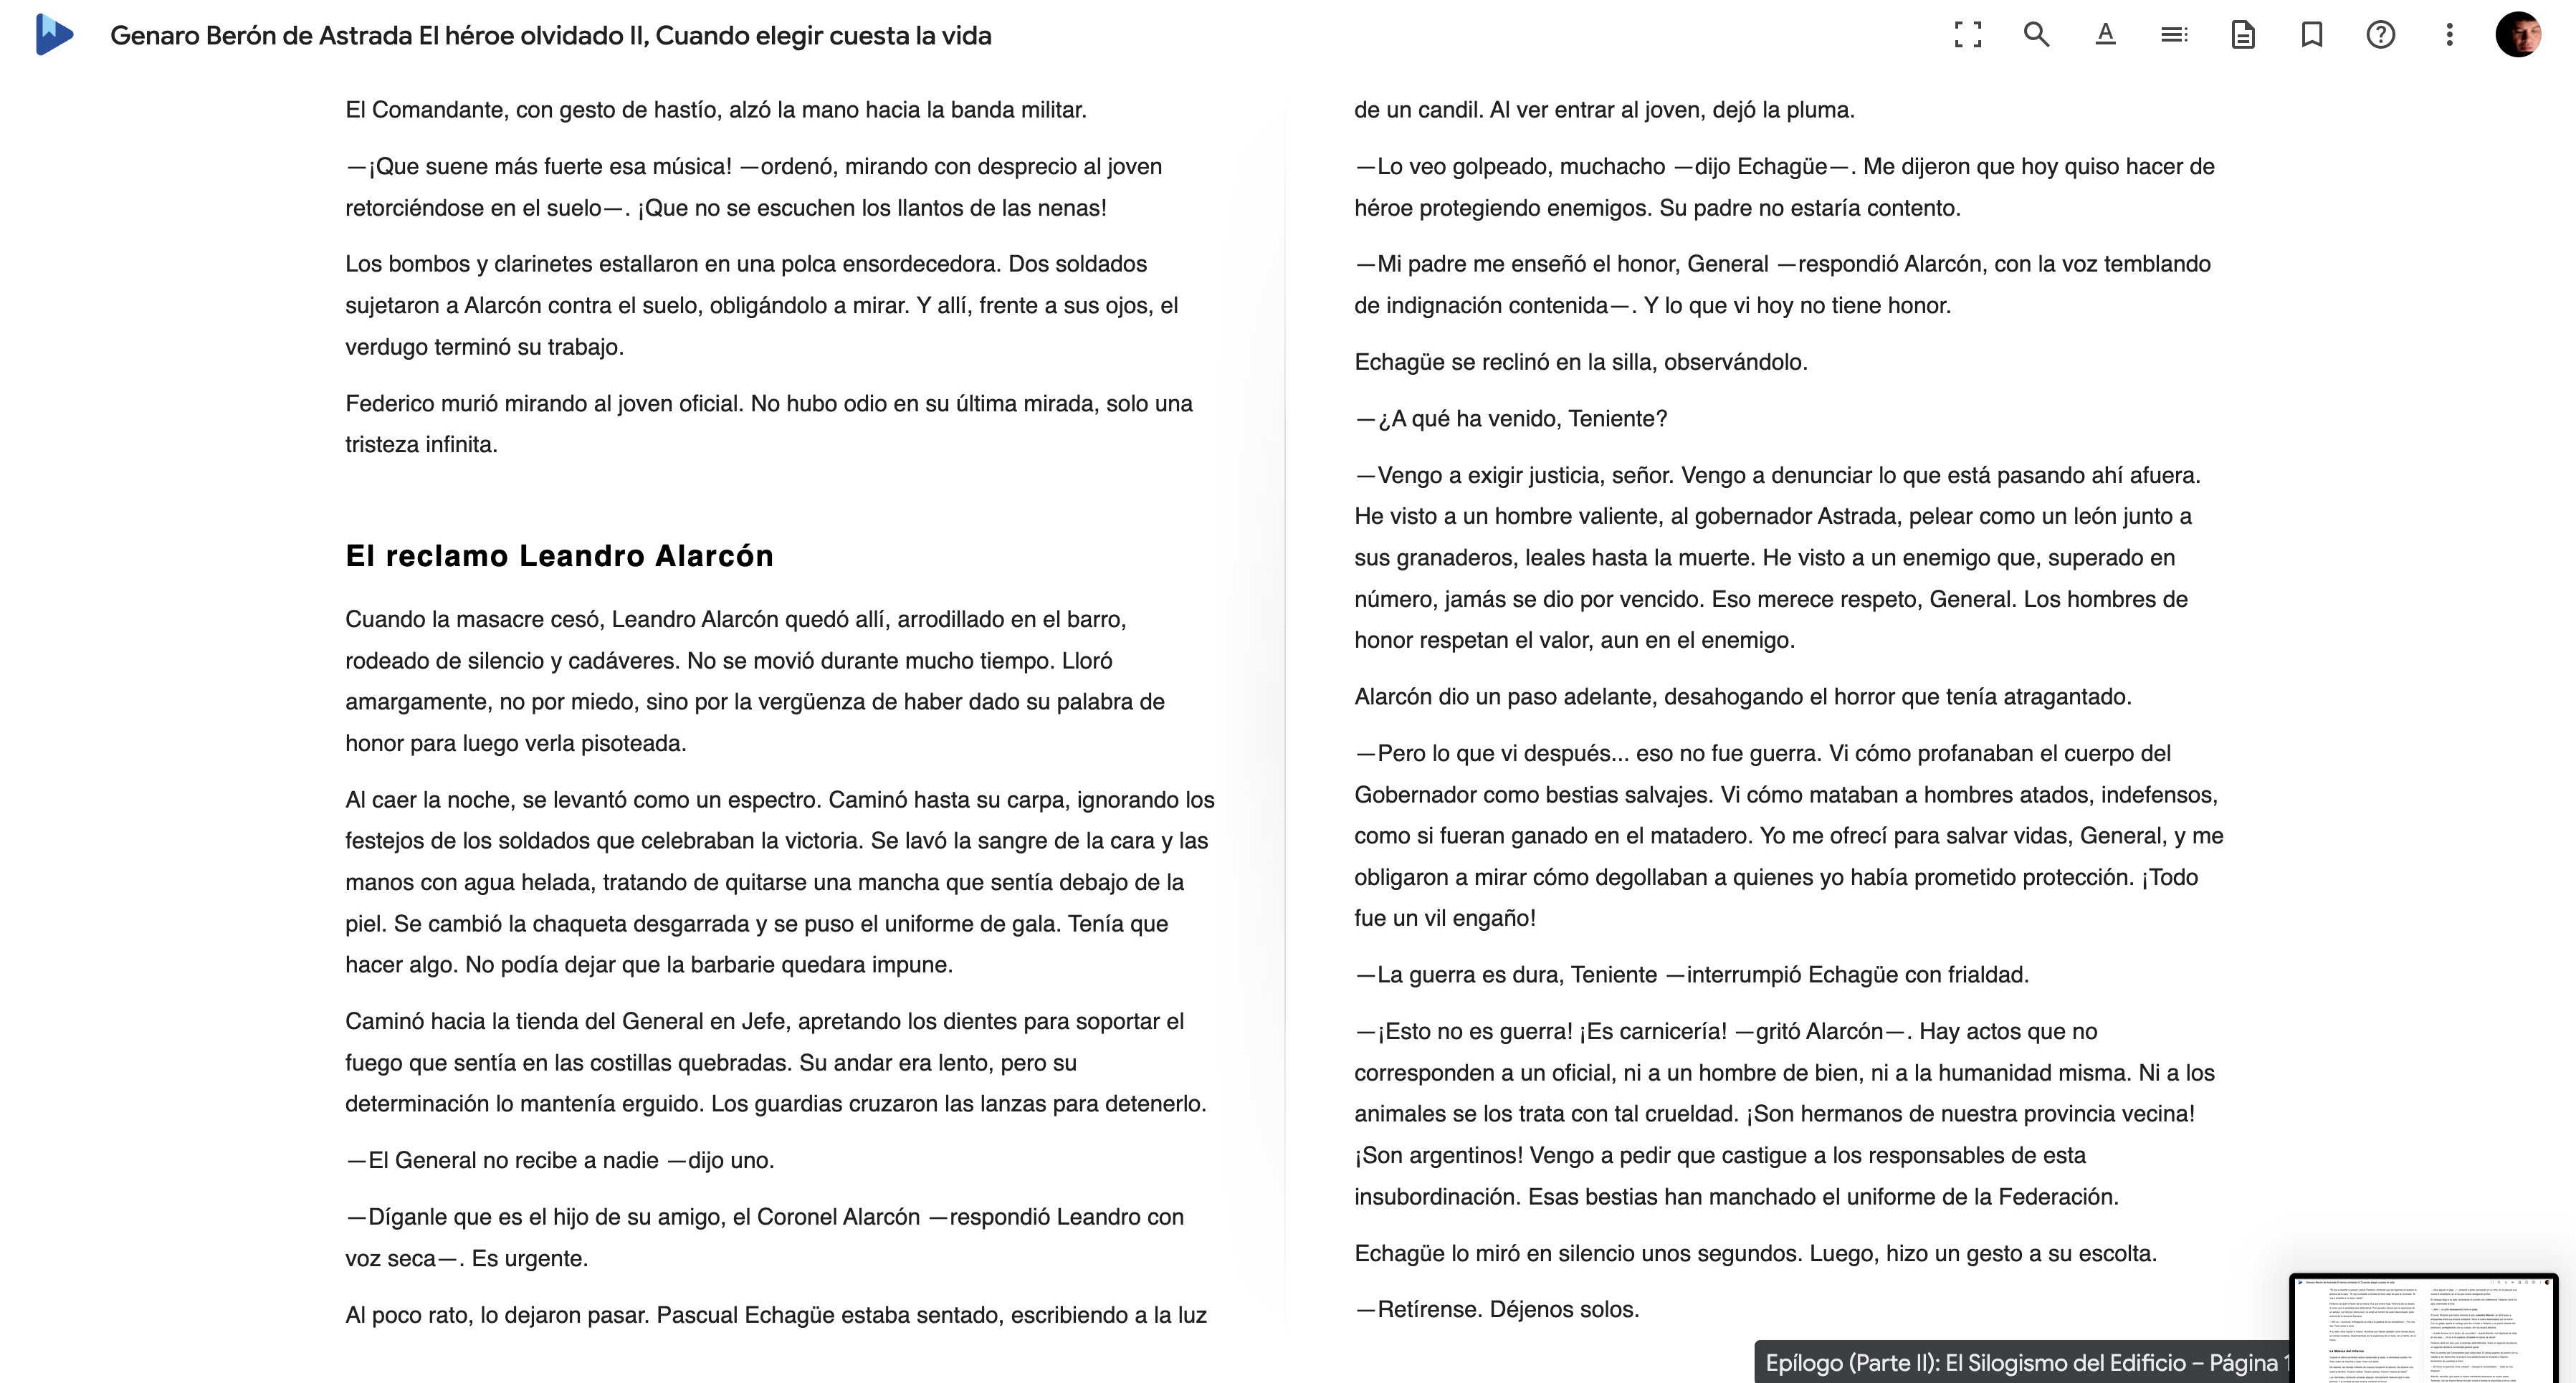 Genaro Berón de Astrada El héroe olvidado II, Cuando elegir cuesta la vida
El Comandante, con gesto de hastío, alzó la mano hacia la banda militar.
—¡Que suene más fuerte esa música! —ordenó, mirando con desprecio al joven
retorciéndose en el suelo—. ¡Que no se escuchen los llantos de las nenas!
Los bombos y clarinetes estallaron en una polca ensordecedora. Dos soldados
sujetaron a Alarcón contra el suelo, obligándolo a mirar. Y allí, frente a sus ojos, el
verdugo terminó su trabajo.
Federico murió mirando al joven oficial. No hubo odio en su última mirada, solo una
tristeza infinita.
El reclamo Leandro Alarcón
Cuando la masacre cesó, Leandro Alarcón quedó allí, arrodillado en el barro,
rodeado de silencio y cadáveres. No se movió durante mucho tiempo. Lloró
amargamente, no por miedo, sino por la vergüenza de haber dado su palabra de
honor para luego verla pisoteada.
Al caer la noche, se levantó como un espectro. Caminó hasta su carpa, ignorando los
festejos de los soldados que celebraban la victoria. Se lavó la sangre de la cara y las
manos con agua helada, tratando de quitarse una mancha que sentía debajo de la
piel. Se cambió la chaqueta desgarrada y se puso el uniforme de gala. Tenía que
hacer algo. No podía dejar que la barbarie quedara impune.
Caminó hacia la tienda del General en Jefe, apretando los dientes para soportar el
fuego que sentía en las costillas quebradas. Su andar era lento, pero su
determinación lo mantenía erguido. Los guardias cruzaron las lanzas para detenerlo.
—El General no recibe a nadie —dijo uno.
—Díganle que es el hijo de su amigo, el Coronel Alarcón —respondió Leandro con
voz seca—. Es urgente.
Al poco rato, lo dejaron pasar. Pascual Echagüe estaba sentado, escribiendo a la luz
de un candil. Al ver entrar al joven, dejó la pluma.
—Lo veo golpeado, muchacho —dijo Echagüe—. Me dijeron que hoy quiso hacer de
héroe protegiendo enemigos. Su padre no estaría contento.
—Mi padre me enseñó el honor, General —respondió Alarcón, con la voz temblando
de indignación contenida—. Y lo que vi hoy no tiene honor.
Echagüe se reclinó en la silla, observándolo.
—¿A qué ha venido, Teniente?
—Vengo a exigir justicia, señor. Vengo a denunciar lo que está pasando ahí afuera.
He visto a un hombre valiente, al gobernador Astrada, pelear como un león junto a
sus granaderos, leales hasta la muerte. He visto a un enemigo que, superado en
número, jamás se dio por vencido. Eso merece respeto, General. Los hombres de
honor respetan el valor, aun en el enemigo.
Alarcón dio un paso adelante, desahogando el horror que tenía atragantado.
—Pero lo que vi después... eso no fue guerra. Vi cómo profanaban el cuerpo del
Gobernador como bestias salvajes. Vi cómo mataban a hombres atados, indefensos,
como si fueran ganado en el matadero. Yo me ofrecí para salvar vidas, General, y me
obligaron a mirar cómo degollaban a quienes yo había prometido protección. ¡Todo
fue un vil engaño!
—La guerra es dura, Teniente —interrumpió Echagüe con frialdad.
—¡Esto no es guerra! ¡Es carnicería! —gritó Alarcón—. Hay actos que no
corresponden a un oficial, ni a un hombre de bien, ni a la humanidad misma. Ni a los
animales se los trata con tal crueldad. ¡Son hermanos de nuestra provincia vecina!
¡Son argentinos! Vengo a pedir que castigue a los responsables de esta
insubordinación. Esas bestias han manchado el uniforme de la Federación.
Echagüe lo miró en silencio unos segundos. Luego, hizo un gesto a su escolta.
—Retírense. Déjenos solos.
Epílogo (Parte II): El Silogismo del Edificio – Página 1